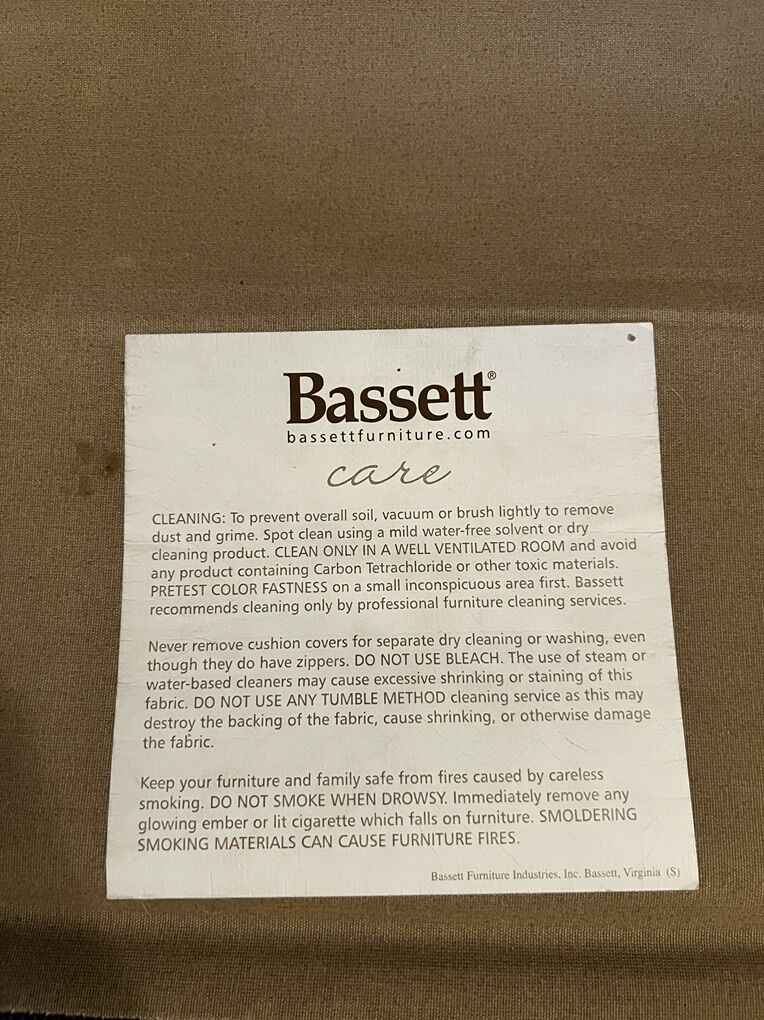 Bassett®
bassettfurniture.com
care
CLEANING: To prevent overall soil, vacuum or brush lightly to remove
dust and grime. Spot clean using a mild water-free solvent or dry
cleaning product. CLEAN ONLY IN A WELL VENTILATED ROOM and avoid
any product containing Carbon Tetrachloride or other toxic materials.
PRETEST COLOR FASTNESS on a small inconspicuous area first. Bassett
recommends cleaning only by professional furniture cleaning services.
Never remove cushion covers for separate dry cleaning or washing, even
though they do have zippers. DO NOT USE BLEACH. The use of steam or
water-based cleaners may cause excessive shrinking or staining of this
fabric. DO NOT USE ANY TUMBLE METHOD cleaning service as this may
destroy the backing of the fabric, cause shrinking, or otherwise damage
the fabric.
Keep your furniture and family safe from fires caused by careless
smoking. DO NOT SMOKE WHEN DROWSY. Immediately remove any
glowing ember or lit cigarette which falls on furniture. SMOLDERING
SMOKING MATERIALS CAN CAUSE FURNITURE FIRES.
Bassett Furniture Industries, Inc. Bassett, Virginia (S)